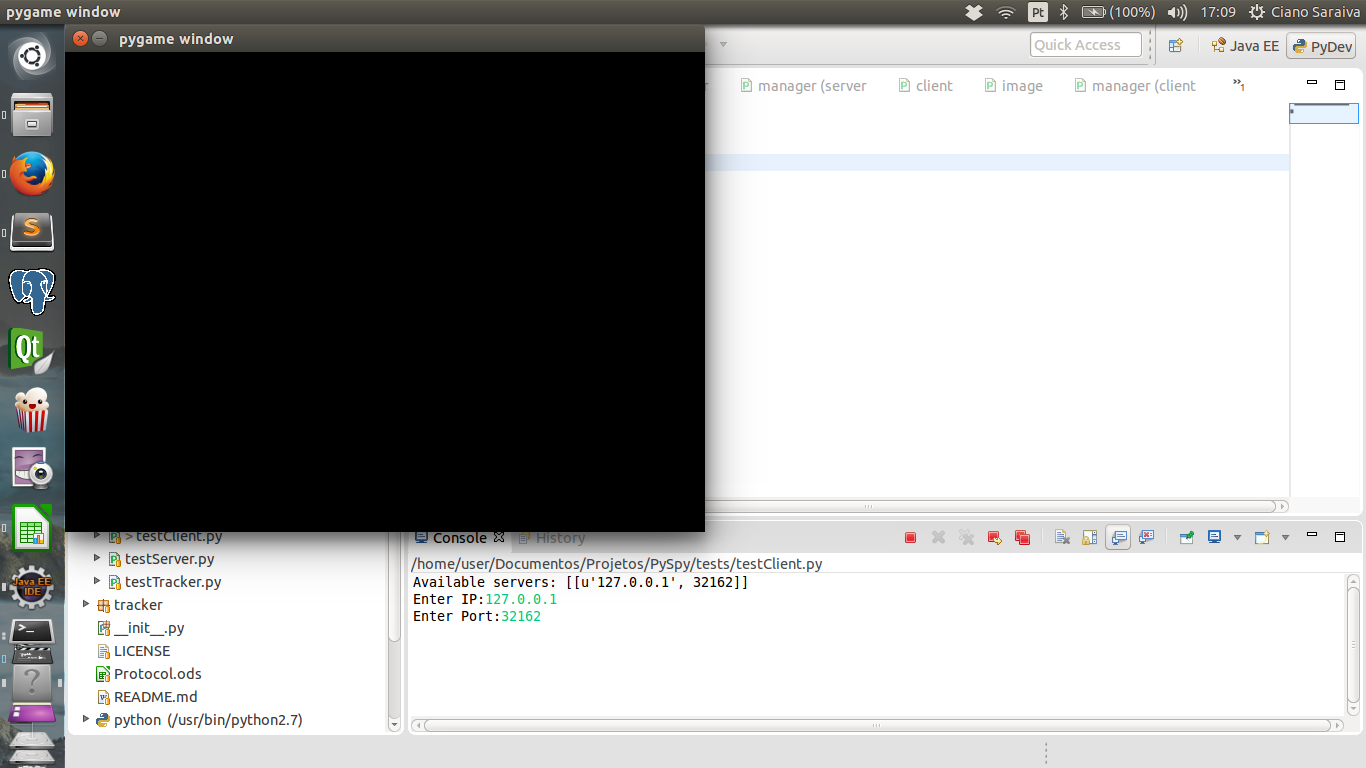 pygame window
Pt
(100%)
17:09
Ciano Saraiva
pygame window
Quick Access
Java EE
PyDev
manager (server
client
image
manager (client
»1
S
Qt
Java EE
IDE
> testClient.py
testServer.py
testTracker.py
tracker
__init__.py
LICENSE
Protocol.ods
README.md
python (/usr/bin/python2.7)
Console
History
/home/user/Documentos/Projetos/PySpy/tests/testClient.py
Available servers: [[u'127.0.0.1', 32162]]
Enter IP:127.0.0.1
Enter Port:32162